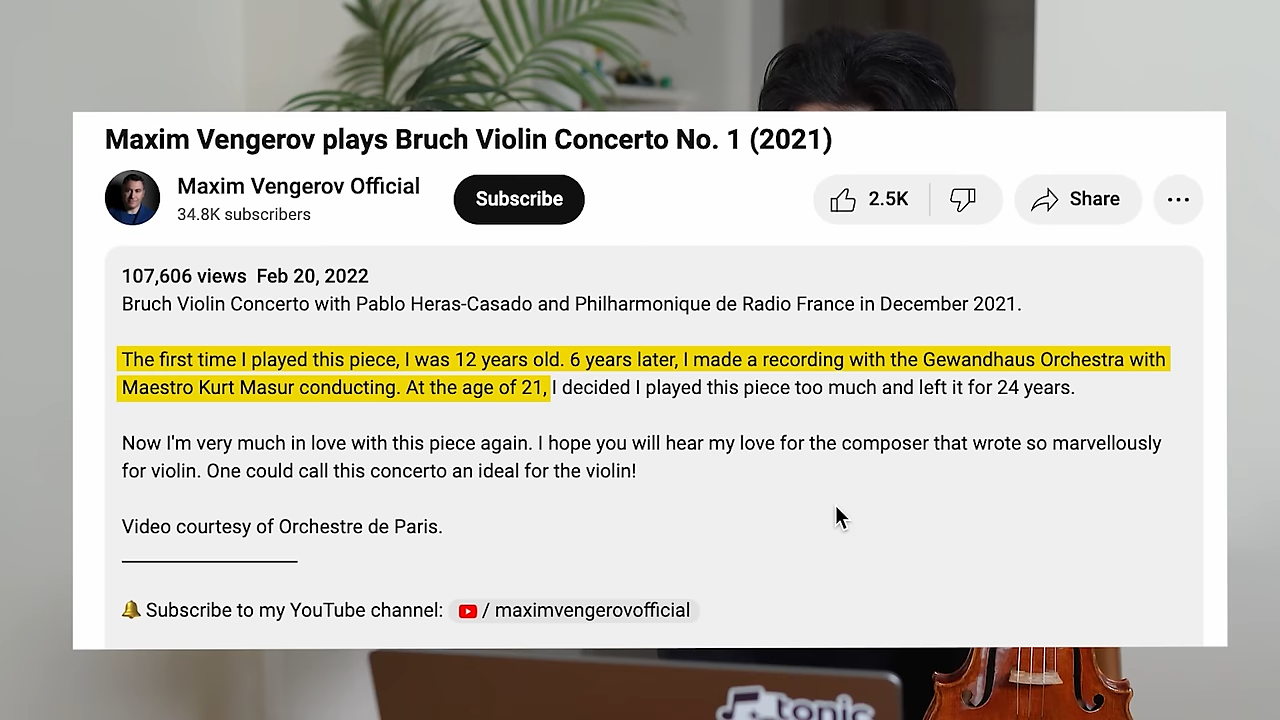 Maxim Vengerov plays Bruch Violin Concerto No. 1 (2021)
Maxim Vengerov Official
34.8K subscribers
Subscribe
2.5K
Share
107,606 views Feb 20, 2022
Bruch Violin Concerto with Pablo Heras-Casado and Philharmonique de Radio France in December 2021.
The first time I played this piece, I was 12 years old. 6 years later, I made a recording with the Gewandhaus Orchestra with
Maestro Kurt Masur conducting. At the age of 21, I decided I played this piece too much and left it for 24 years.
Now I'm very much in love with this piece again. I hope you will hear my love for the composer that wrote so marvellously
for violin. One could call this concerto an ideal for the violin!
Video courtesy of Orchestre de Paris.
Subscribe to my YouTube channel: / maximvengerovofficial
tonic